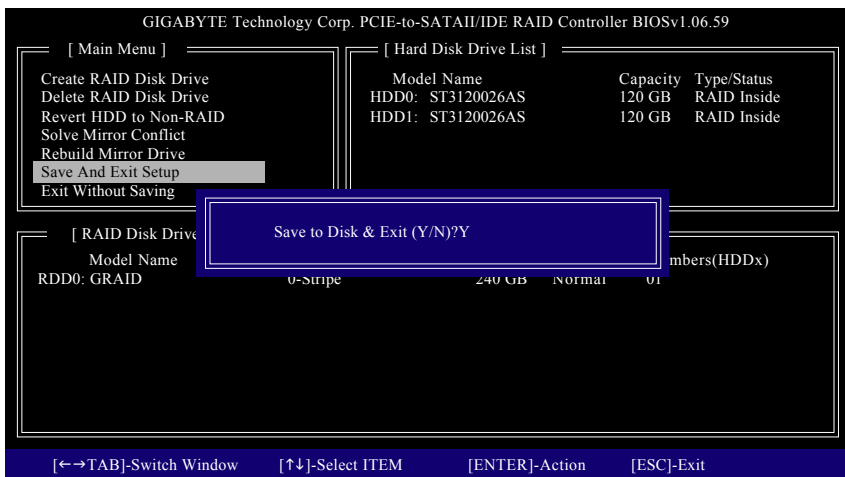 GIGABYTE Technology Corp. PCIE-to-SATAII/IDE RAID Controller BIOSv1.06.59
[ Main Menu ]
Create RAID Disk Drive
Delete RAID Disk Drive
Revert HDD to Non-RAID
Solve Mirror Conflict
Rebuild Mirror Drive
Save And Exit Setup
Exit Without Saving
[ Hard Disk Drive List ]
Model Name Capacity Type/Status
HDD0: ST3120026AS 120 GB RAID Inside
HDD1: ST3120026AS 120 GB RAID Inside
Save to Disk & Exit (Y/N)?Y
[ RAID Disk Drive
Model Name mbers(HDDx)
RDD0: GRAID 0-Stripe 240 GB Normal 01
[←→TAB]-Switch Window [↑↓]-Select ITEM [ENTER]-Action [ESC]-Exit